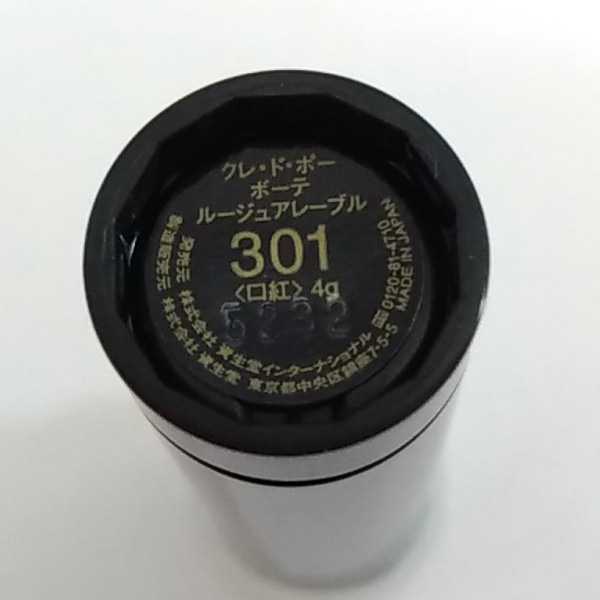 クレ・ド・ポー
ボーテ
ルージュアレーブル
301
〈口紅〉4g
5292
発売元 株式会社 資生堂インターナショナル 0120-81-4710
製造販売元 株式会社 資生堂 東京都中央区銀座7-5-5 MADE IN JAPAN